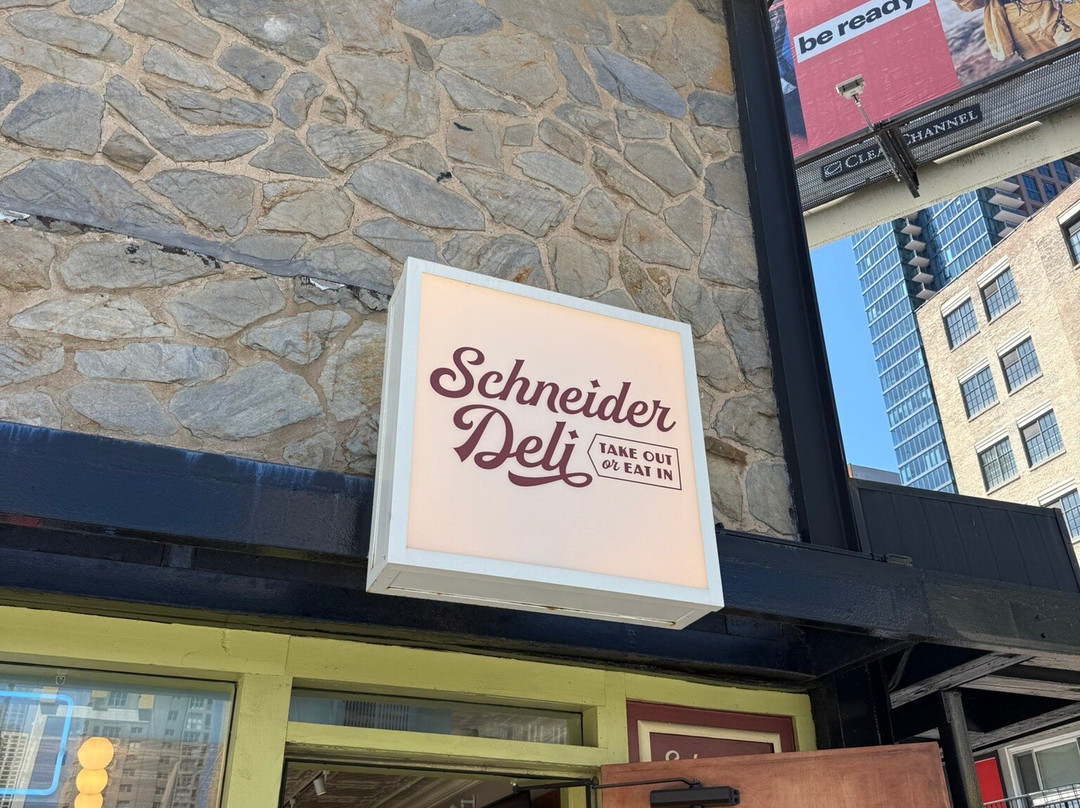 be ready
CLEAR CHANNEL
Schneider
Deli
TAKE OUT
or EAT IN